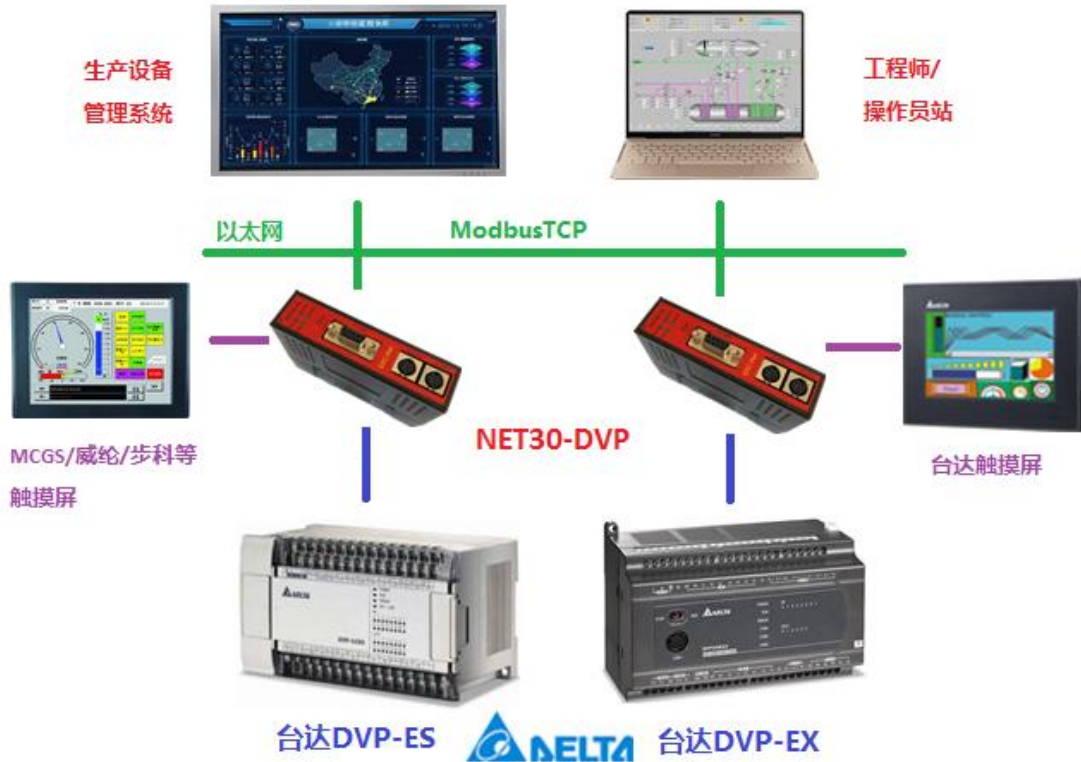 生产设备
管理系统
工程师/
操作员站
以太网
ModbusTCP
NET30-DVP
MCGS/威纶/步科等
触摸屏
台达触摸屏
台达DVP-ES
DELTA
台达DVP-EX